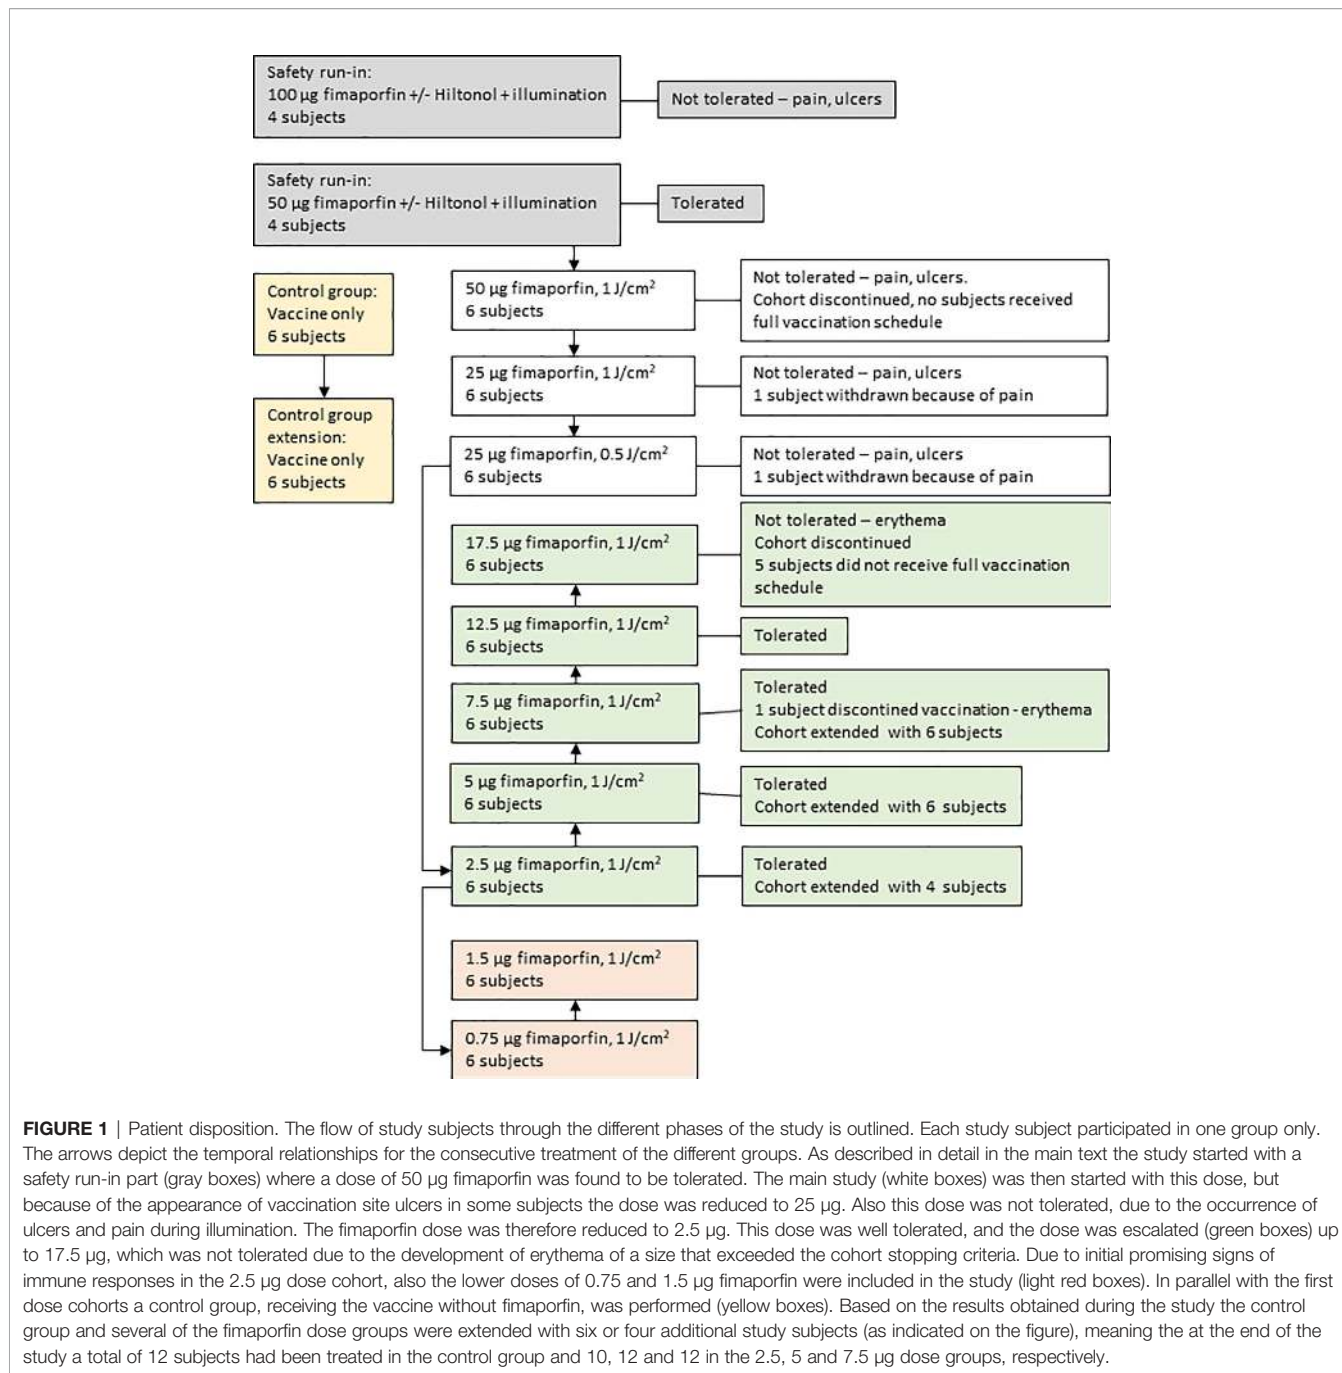 Safety run-in:
100 µg fimaporfin +/- Hiltonol + illumination
4 subjects
Not tolerated – pain, ulcers
Safety run-in:
50 µg fimaporfin +/- Hiltonol + illumination
4 subjects
Tolerated
Control group:
Vaccine only
6 subjects
50 µg fimaporfin, 1 J/cm²
6 subjects
Not tolerated – pain, ulcers.
Cohort discontinued, no subjects received
full vaccination schedule
25 µg fimaporfin, 1 J/cm²
6 subjects
Not tolerated – pain, ulcers
1 subject withdrawn because of pain
Control group
extension:
Vaccine only
6 subjects
25 µg fimaporfin, 0.5 J/cm²
6 subjects
Not tolerated – pain, ulcers
1 subject withdrawn because of pain
17.5 µg fimaporfin, 1 J/cm²
6 subjects
Not tolerated – erythema
Cohort discontinued
5 subjects did not receive full vaccination
schedule
12.5 µg fimaporfin, 1 J/cm²
6 subjects
Tolerated
7.5 µg fimaporfin, 1 J/cm²
6 subjects
Tolerated
1 subject discontined vaccination - erythema
Cohort extended with 6 subjects
5 µg fimaporfin, 1 J/cm²
6 subjects
Tolerated
Cohort extended with 6 subjects
2.5 µg fimaporfin, 1 J/cm²
6 subjects
Tolerated
Cohort extended with 4 subjects
1.5 µg fimaporfin, 1 J/cm²
6 subjects
0.75 µg fimaporfin, 1 J/cm²
6 subjects
FIGURE 1 | Patient disposition. The flow of study subjects through the different phases of the study is outlined. Each study subject participated in one group only.
The arrows depict the temporal relationships for the consecutive treatment of the different groups. As described in detail in the main text the study started with a
safety run-in part (gray boxes) where a dose of 50 µg fimaporfin was found to be tolerated. The main study (white boxes) was then started with this dose, but
because of the appearance of vaccination site ulcers in some subjects the dose was reduced to 25 µg. Also this dose was not tolerated, due to the occurrence of
ulcers and pain during illumination. The fimaporfin dose was therefore reduced to 2.5 µg. This dose was well tolerated, and the dose was escalated (green boxes) up
to 17.5 µg, which was not tolerated due to the development of erythema of a size that exceeded the cohort stopping criteria. Due to initial promising signs of
immune responses in the 2.5 µg dose cohort, also the lower doses of 0.75 and 1.5 µg fimaporfin were included in the study (light red boxes). In parallel with the first
dose cohorts a control group, receiving the vaccine without fimaporfin, was performed (yellow boxes). Based on the results obtained during the study the control
group and several of the fimaporfin dose groups were extended with six or four additional study subjects (as indicated on the figure), meaning the at the end of the
study a total of 12 subjects had been treated in the control group and 10, 12 and 12 in the 2.5, 5 and 7.5 µg dose groups, respectively.